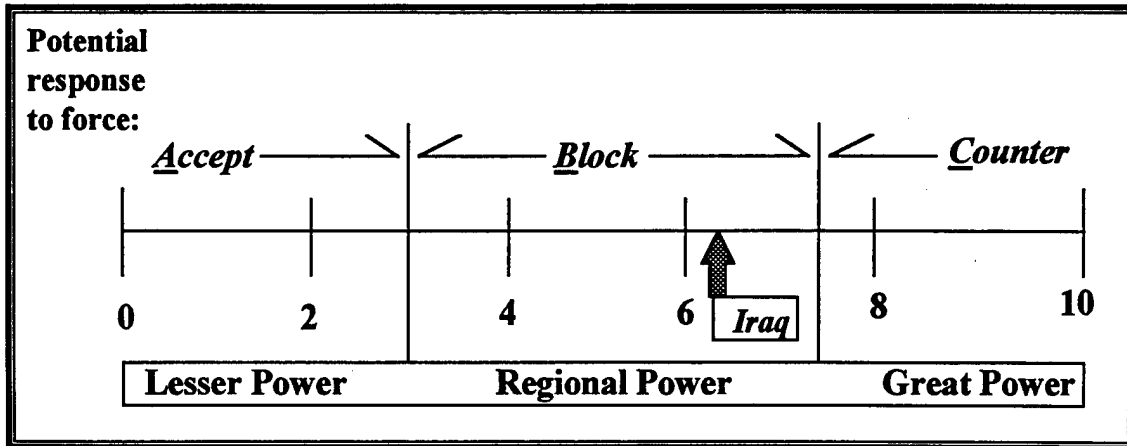 Potential
response
to force:
Accept Block Counter
0 2 4 6 8 10
Iraq
Lesser Power Regional Power Great Power